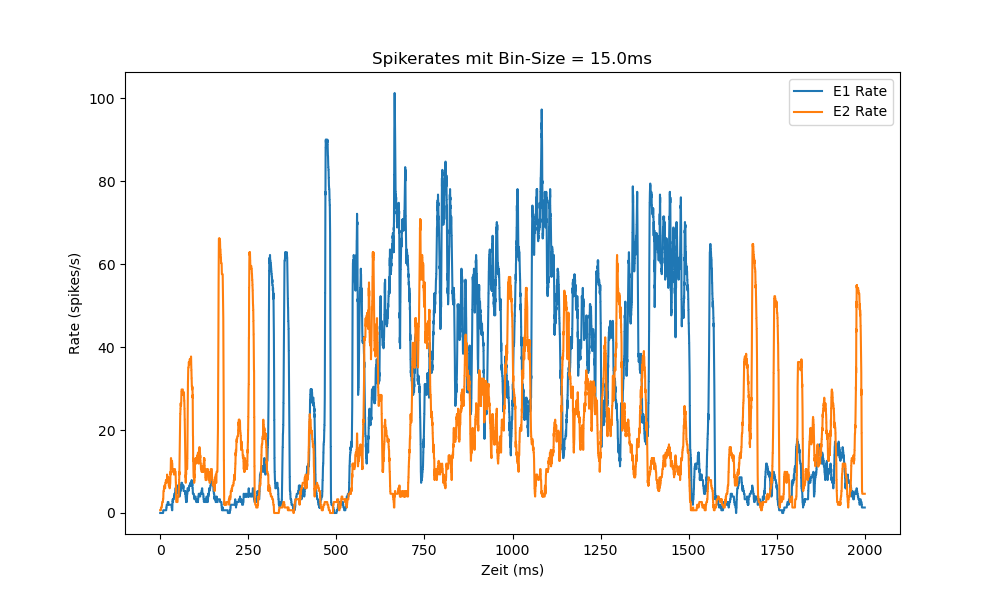 Spikerates mit Bin-Size = 15.0ms
E1 Rate
E2 Rate
100
80
60
40
20
0
Rate (spikes/s)
0 250 500 750 1000 1250 1500 1750 2000
Zeit (ms)